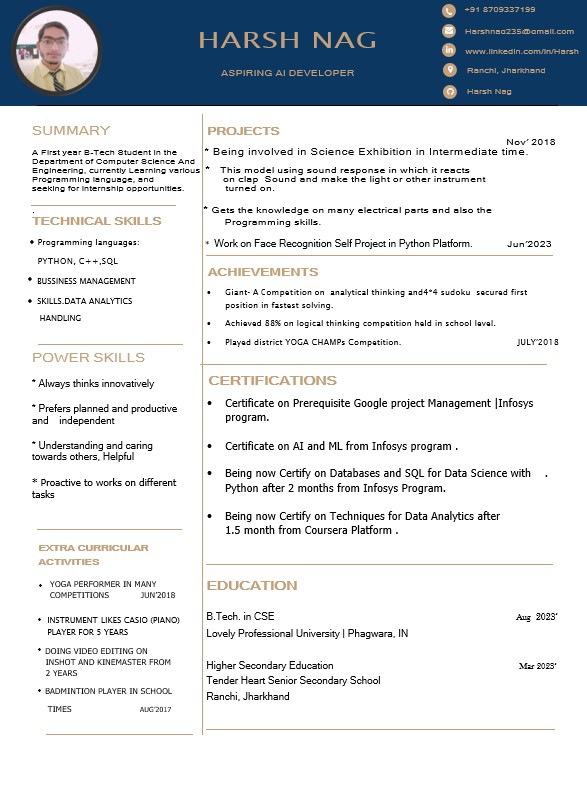 HARSH NAG
ASPIRING AI DEVELOPER
+91 8709337199
Harshnag235@gmail.com
www.linkedin.com/in/Harsh
Ranchi, Jharkhand
Harsh Nag
SUMMARY
A First year B-Tech Student in the
Department of Computer Science And
Engineering, currently Learning various
Programming language, and
seeking for internship opportunities.
.
TECHNICAL SKILLS
• Programming languages:
PYTHON, C++,SQL
• BUSSINESS MANAGEMENT
• SKILLS.DATA ANALYTICS
HANDLING
POWER SKILLS
* Always thinks innovatively
* Prefers planned and productive
and independent
* Understanding and caring
towards others, Helpful
* Proactive to works on different
tasks
EXTRA CURRICULAR
ACTIVITIES
• YOGA PERFORMER IN MANY
COMPETITIONS JUN'2018
• INSTRUMENT LIKES CASIO (PIANO)
PLAYER FOR 5 YEARS
• DOING VIDEO EDITING ON
INSHOT AND KINEMASTER FROM
2 YEARS
• BADMINTION PLAYER IN SCHOOL
TIMES AUG'2017
PROJECTS
Nov' 2018
* Being involved in Science Exhibition in Intermediate time.
* This model using sound response in which it reacts
on clap Sound and make the light or other instrument
turned on.
* Gets the knowledge on many electrical parts and also the
Programming skills.
* Work on Face Recognition Self Project in Python Platform. Jun'2023
ACHIEVEMENTS
• Giant- A Competition on analytical thinking and4*4 sudoku secured first
position in fastest solving.
• Achieved 88% on logical thinking competition held in school level.
• Played district YOGA CHAMPs Competition. JULY'2018
CERTIFICATIONS
• Certificate on Prerequisite Google project Management |Infosys
program.
• Certificate on AI and ML from Infosys program .
• Being now Certify on Databases and SQL for Data Science with .
Python after 2 months from Infosys Program.
• Being now Certify on Techniques for Data Analytics after
1.5 month from Coursera Platform .
EDUCATION
B.Tech. in CSE Aug 2023'
Lovely Professional University | Phagwara, IN
Higher Secondary Education Mar 2023'
Tender Heart Senior Secondary School
Ranchi, Jharkhand